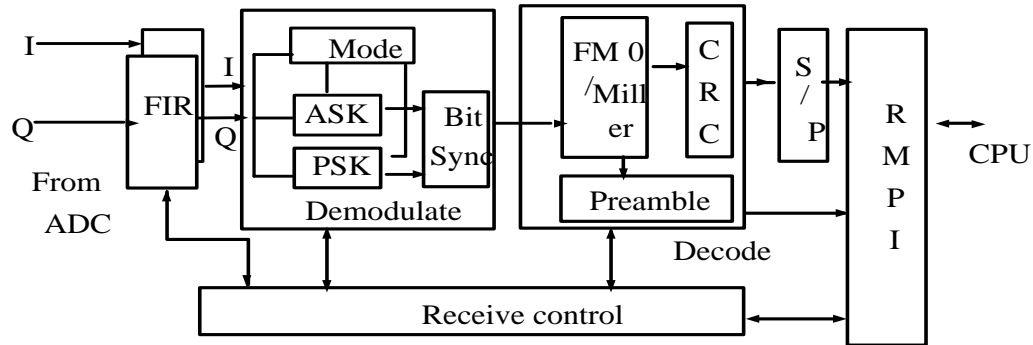 I
Q
From
ADC
FIR
I
Q
Mode
ASK
PSK
Bit
Sync
Demodulate
FM 0
/Mill
er
C
R
C
Preamble
Decode
S
/
P
R
M
P
I
CPU
Receive control